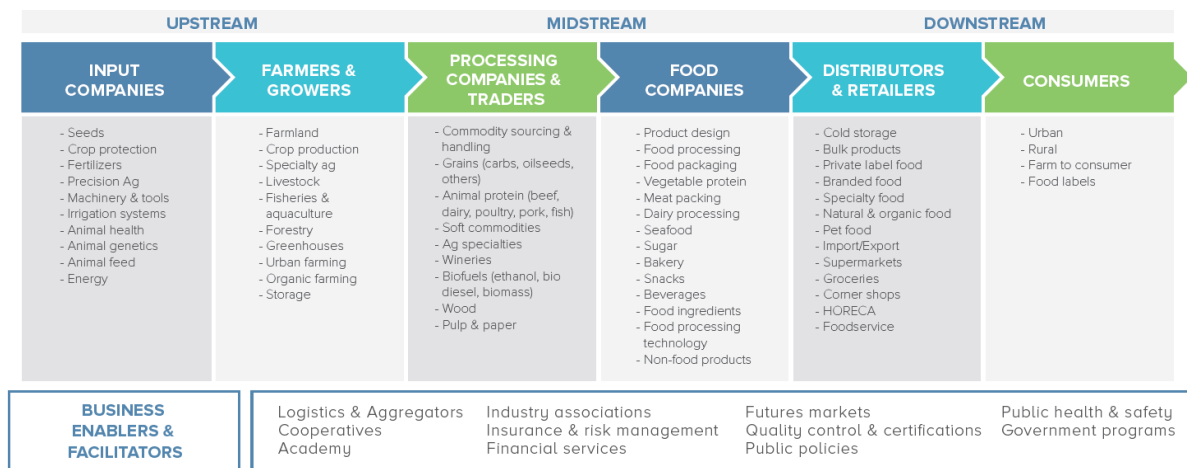 UPSTREAM
MIDSTREAM
DOWNSTREAM
INPUT
COMPANIES
FARMERS &
GROWERS
PROCESSING
COMPANIES &
TRADERS
FOOD
COMPANIES
DISTRIBUTORS
& RETAILERS
CONSUMERS
- Seeds
- Crop protection
- Fertilizers
- Precision Ag
- Machinery & tools
- Irrigation systems
- Animal health
- Animal genetics
- Animal feed
- Energy
- Farmland
- Crop production
- Specialty ag
- Livestock
- Fisheries &
aquaculture
- Forestry
- Greenhouses
- Urban farming
- Organic farming
- Storage
- Commodity sourcing &
handling
- Grains (carbs, oilseeds,
others)
- Animal protein (beef,
dairy, poultry, pork, fish)
- Soft commodities
- Ag specialties
- Wineries
- Biofuels (ethanol, bio
diesel, biomass)
- Wood
- Pulp & paper
- Product design
- Food processing
- Food packaging
- Vegetable protein
- Meat packing
- Dairy processing
- Seafood
- Sugar
- Bakery
- Snacks
- Beverages
- Food ingredients
- Food processing
technology
- Non-food products
- Cold storage
- Bulk products
- Private label food
- Branded food
- Specialty food
- Natural & organic food
- Pet food
- Import/Export
- Supermarkets
- Groceries
- Corner shops
- HORECA
- Foodservice
- Urban
- Rural
- Farm to consumer
- Food labels
BUSINESS
ENABLERS &
FACILITATORS
Logistics & Aggregators
Cooperatives
Academy
Industry associations
Insurance & risk management
Financial services
Futures markets
Quality control & certifications
Public policies
Public health & safety
Government programs